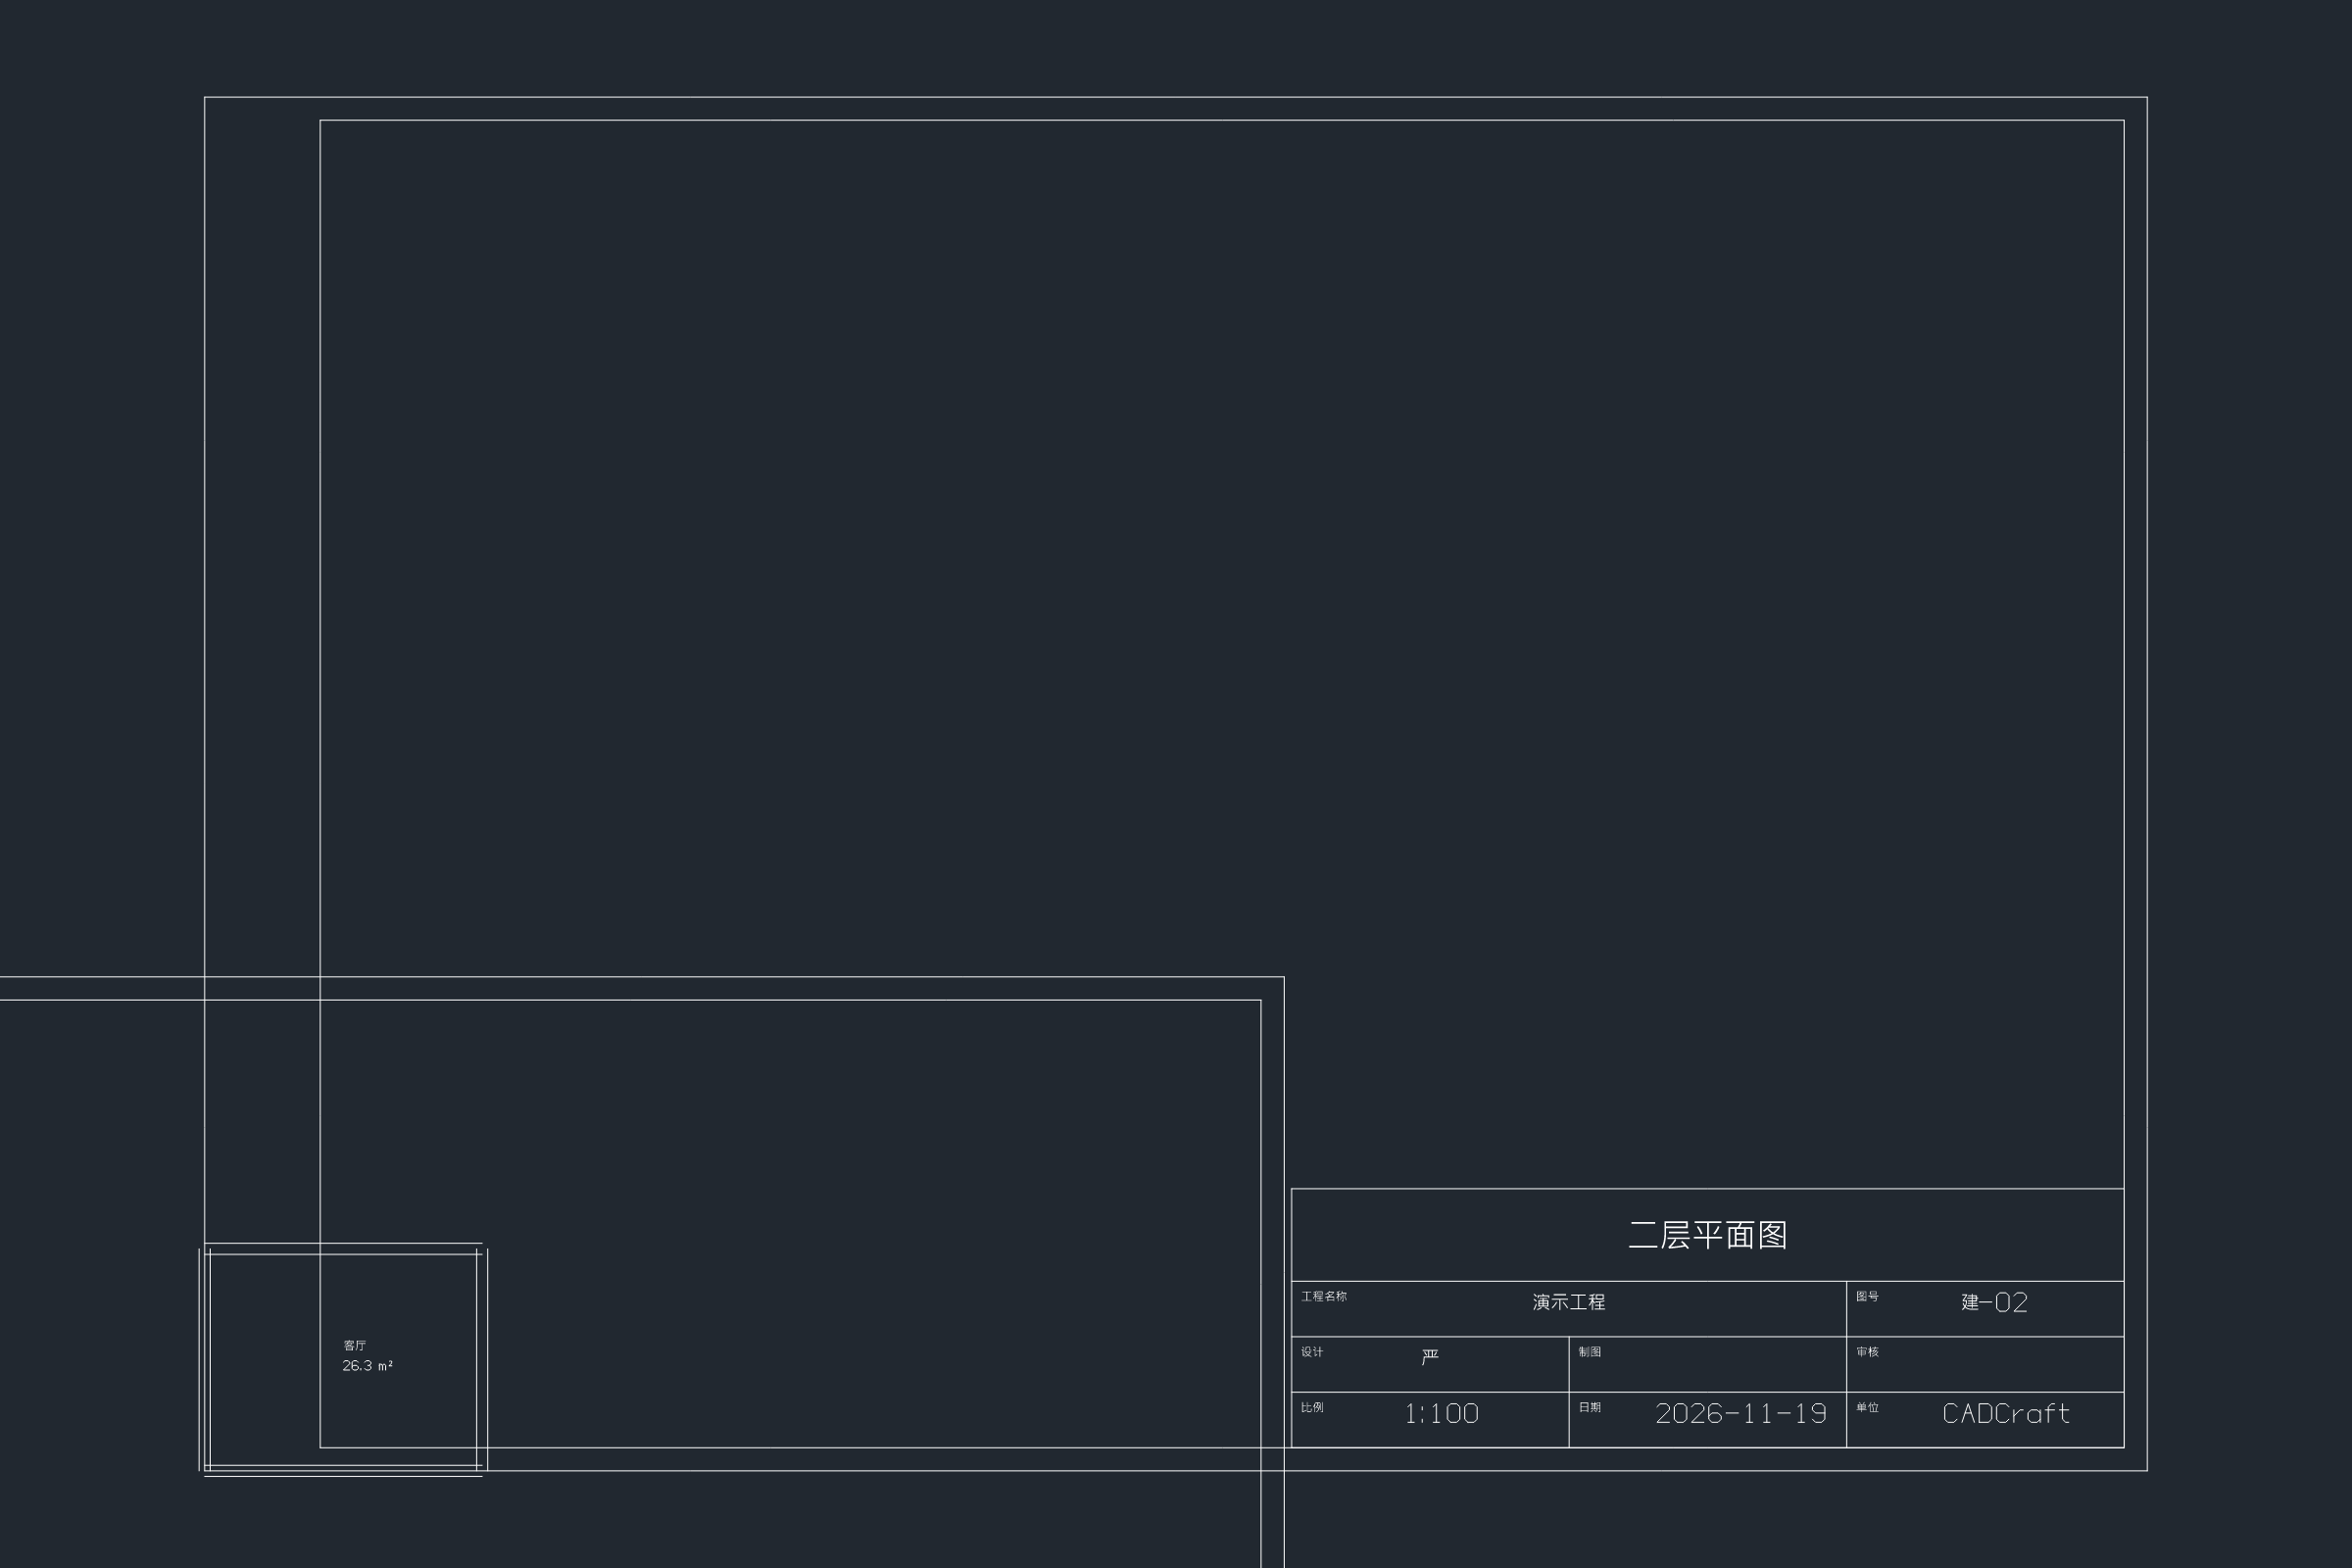 二层平面图
工程名称 演示工程 图号 建-02
设计 严 制图 审核
比例 1:100 日期 2026-11-19 单位 CADCraft
客厅
26.3 m²